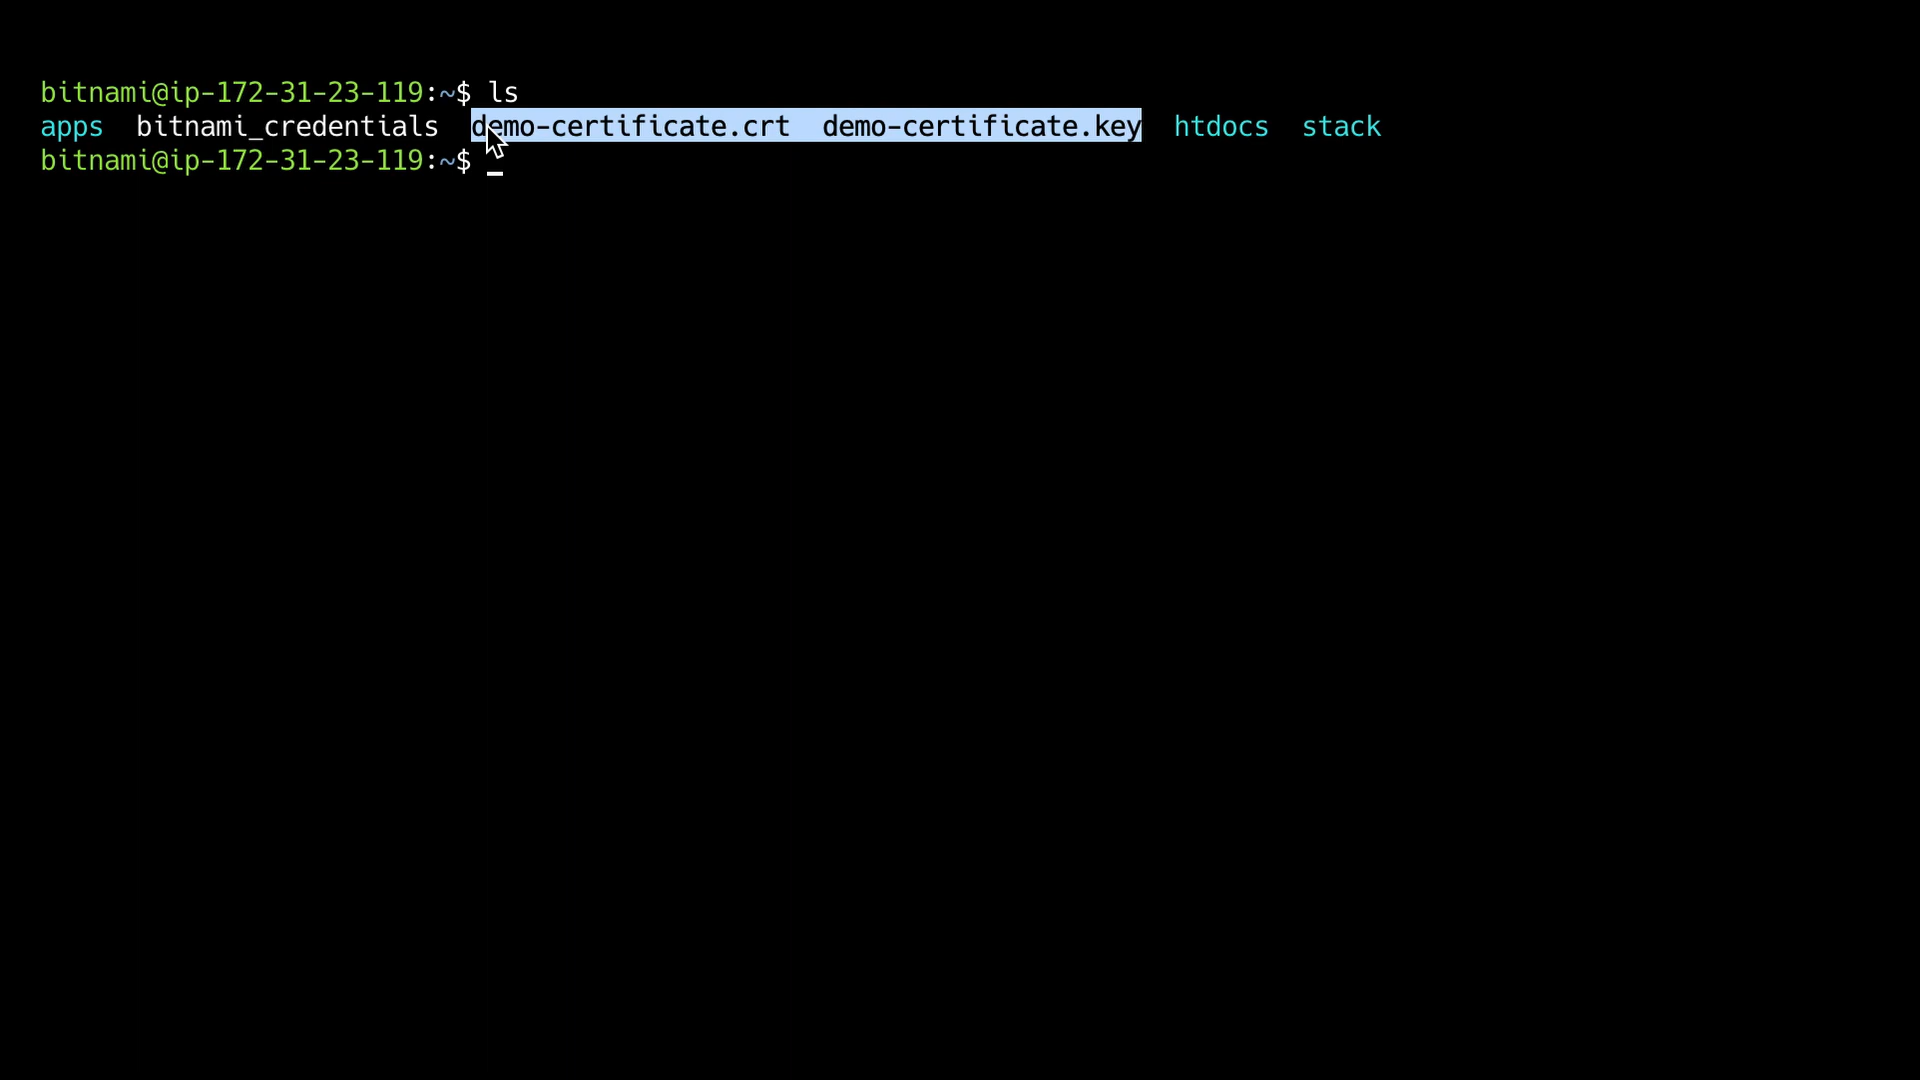 bitnami@ip-172-31-23-119:~$ ls
apps  bitnami_credentials  demo-certificate.crt  demo-certificate.key  htdocs  stack
bitnami@ip-172-31-23-119:~$ _